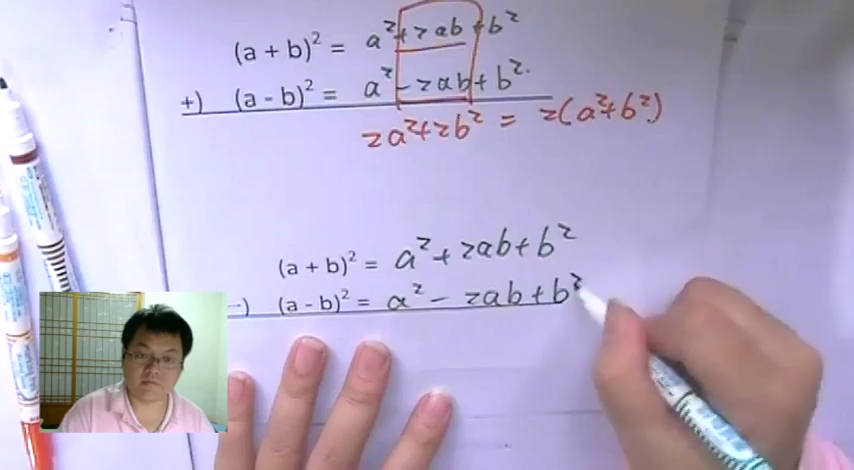 (a + b)² = a²+2ab+b²
+) (a - b)² = a²-2ab+b².
2a²+2b² = 2(a²+b²)
(a + b)² = a²+2ab+b²
-) (a - b)² = a²-2ab+b²